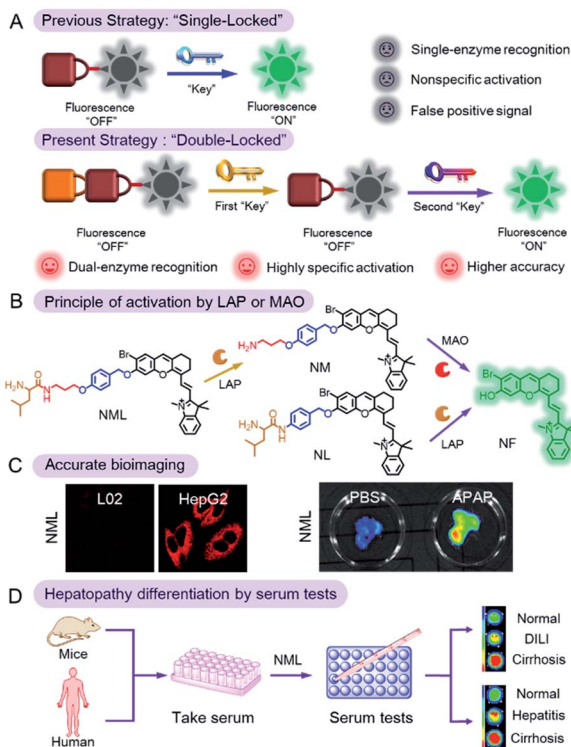 A
Previous Strategy: "Single-Locked"
"Key"
Fluorescence
"OFF"
Fluorescence
"ON"
Single-enzyme recognition
Nonspecific activation
False positive signal
Present Strategy : "Double-Locked"
First "Key"
Second "Key"
Fluorescence
"OFF"
Fluorescence
"OFF"
Fluorescence
"ON"
Dual-enzyme recognition
Highly specific activation
Higher accuracy
B
Principle of activation by LAP or MAO
H2N
O
N
H
O
O
Br
O
N
NML
LAP
H2N
O
O
Br
O
N
NM
MAO
H2N
O
N
H
O
Br
O
N
NL
LAP
Br
HO
O
N
NF
C
Accurate bioimaging
NML
L02
HepG2
NML
PBS
APAP
D
Hepatopathy differentiation by serum tests
Mice
Human
Take serum
NML
Serum tests
Normal
DILI
Cirrhosis
Normal
Hepatitis
Cirrhosis